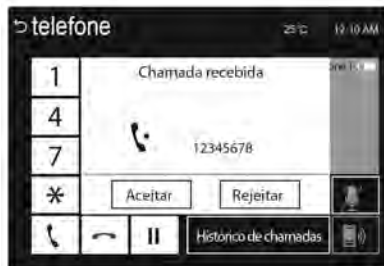 telefone
25°C
12:10 AM
1
Chamada recebida
4
12345678
7
*
Aceitar
Rejeitar
Histórico de chamadas